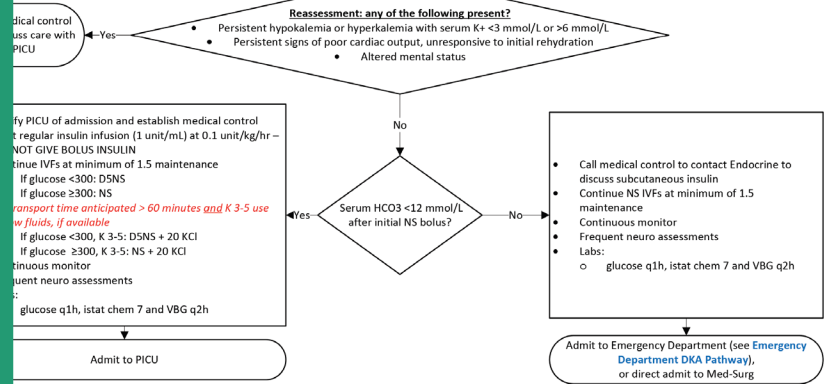 Reassessment: any of the following present?
• Persistent hypokalemia or hyperkalemia with serum K+ <3 mmol/L or >6 mmol/L
• Persistent signs of poor cardiac output, unresponsive to initial rehydration
• Altered mental status
dical control
uss care with
PICU
Yes
No
fy PICU of admission and establish medical control
t regular insulin infusion (1 unit/mL) at 0.1 unit/kg/hr –
NOT GIVE BOLUS INSULIN
tinue IVFs at minimum of 1.5 maintenance
If glucose <300: D5NS
If glucose ≥300: NS
ransport time anticipated > 60 minutes and K 3-5 use
w fluids, if available
If glucose <300, K 3-5: D5NS + 20 KCl
If glucose ≥300, K 3-5: NS + 20 KCl
tinuous monitor
quent neuro assessments
s:
glucose q1h, istat chem 7 and VBG q2h
Yes
Serum HCO3 <12 mmol/L
after initial NS bolus?
No
• Call medical control to contact Endocrine to
discuss subcutaneous insulin
• Continue NS IVFs at minimum of 1.5
maintenance
• Continuous monitor
• Frequent neuro assessments
• Labs:
o glucose q1h, istat chem 7 and VBG q2h
Admit to PICU
Admit to Emergency Department (see Emergency
Department DKA Pathway),
or direct admit to Med-Surg